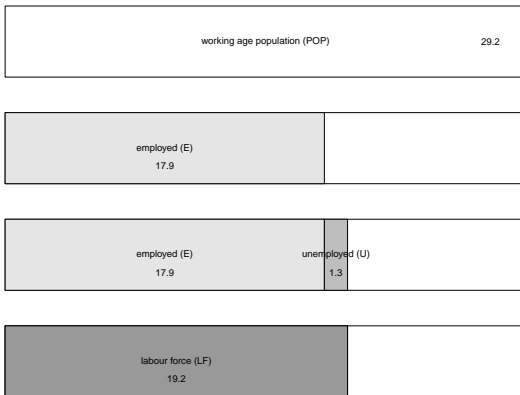 working age population (POP) 29.2
employed (E)
17.9
employed (E) unemployed (U)
17.9 1.3
labour force (LF)
19.2